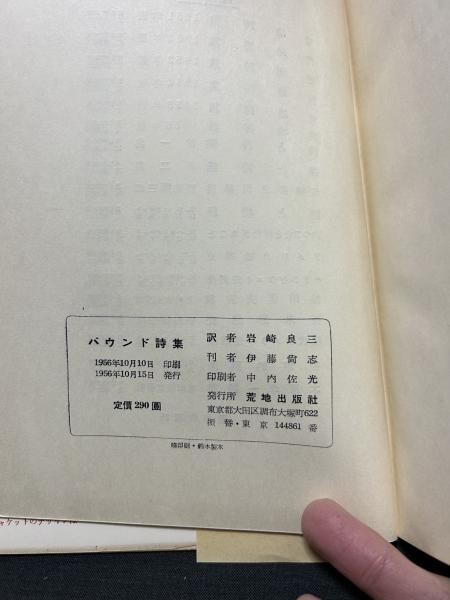 パウンド詩集
1956年10月10日 印刷
1956年10月15日 発行
定價 290 圓
訳者 岩崎良三
刊者 伊藤尚志
印刷者 中内佐光
発行所 荒地出版社
東京都大田区調布大塚町622
振替・東京 144861 番